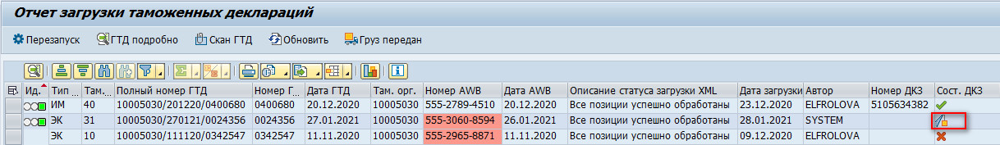 Отчет загрузки таможенных деклараций
Перезапуск ГТД подробно Скан ГТД Обновить Груз передан
Ид. Тип ... Там. ... Полный номер ГТД Номер Г... Дата ГТД Там. орг. Номер AWB Дата AWB Описание статуса загрузки XML Дата загрузки Автор Номер ДКЗ Сост. ДКЗ
ИМ 40 10005030/201220/0400680 0400680 20.12.2020 10005030 555-2789-4510 20.12.2020 Все позиции успешно обработаны 23.12.2020 ELFROLOVA 5105634382
ЭК 31 10005030/270121/0024356 0024356 27.01.2021 10005030 555-3060-8594 26.01.2021 Все позиции успешно обработаны 28.01.2021 SYSTEM
ЭК 10 10005030/111120/0342547 0342547 11.11.2020 10005030 555-2965-8871 11.11.2020 Все позиции успешно обработаны 09.12.2020 ELFROLOVA